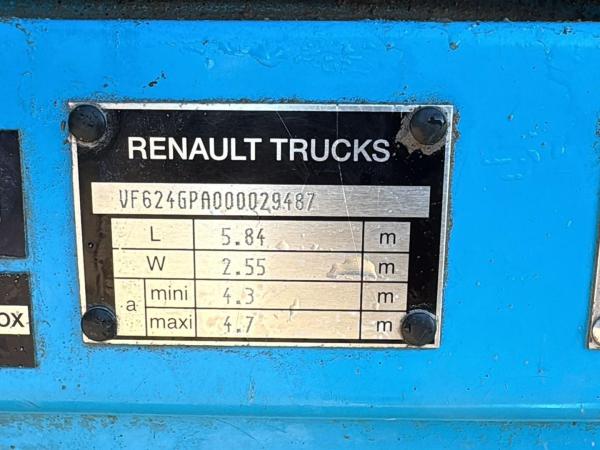 RENAULT TRUCKS
VF624GPA000029487
L 5.84 m
W 2.55 m
a mini 4.3 m
maxi 4.7 m
OX